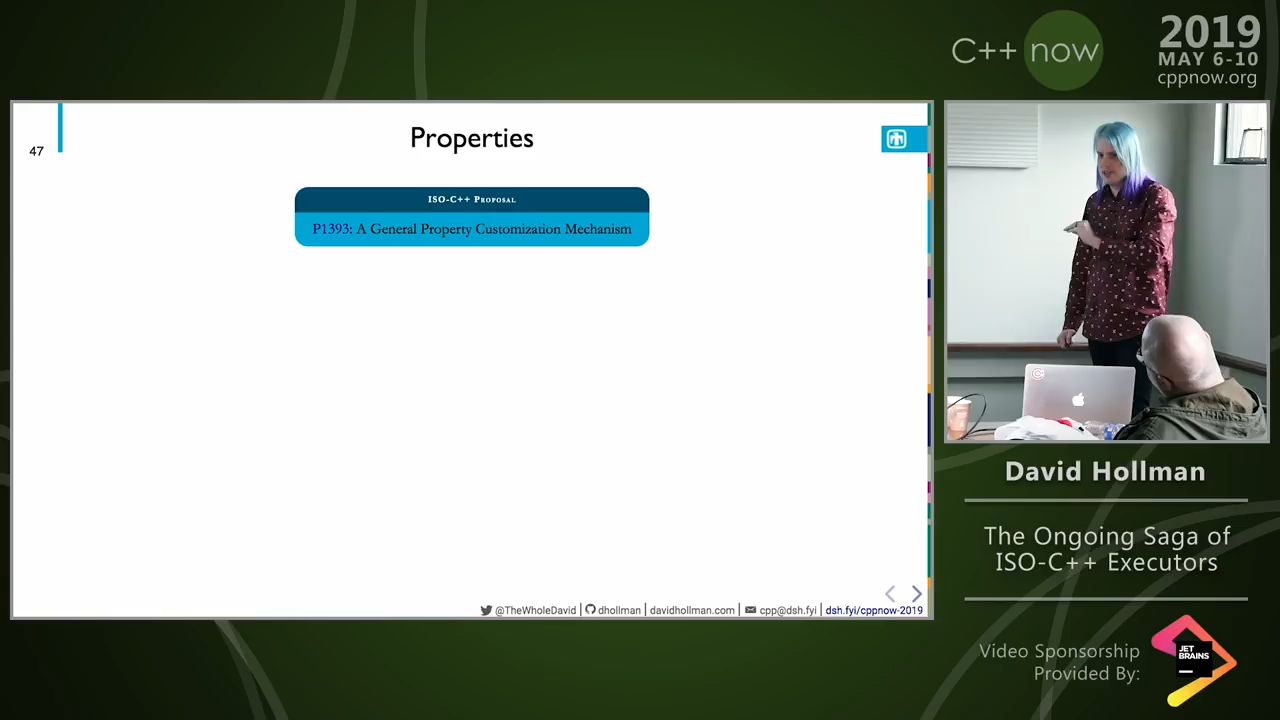 C++ now
2019
MAY 6-10
cppnow.org
47
Properties
ISO-C++ Proposal
P1393: A General Property Customization Mechanism
@TheWholeDavid | dhollman | davidhollman.com | cpp@dsh.fyi | dsh.fyi/cppnow-2019
David Hollman
The Ongoing Saga of
ISO-C++ Executors
Video Sponsorship
Provided By:
JET
BRAINS